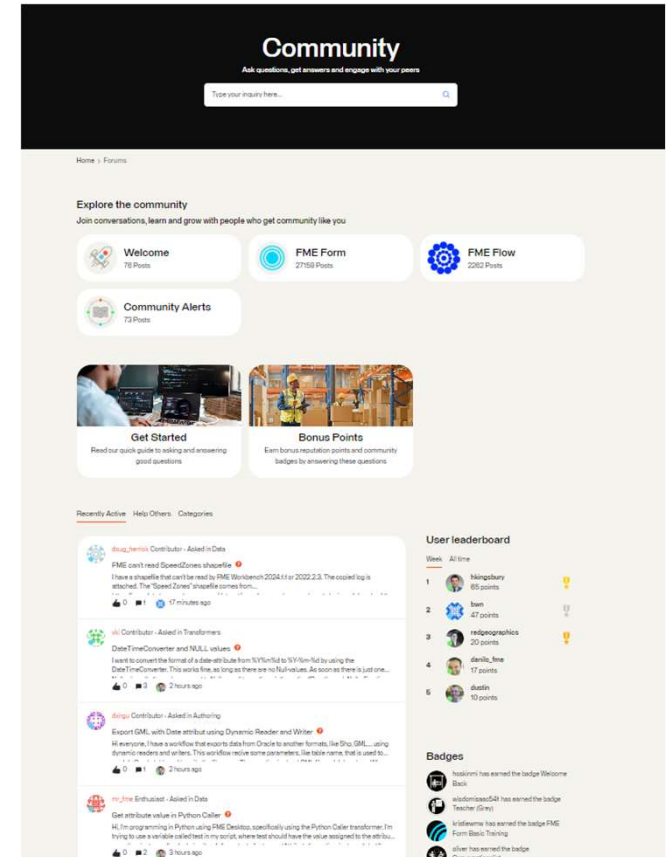 Community
Ask questions, get answers and engage with your peers
Type your inquiry here...
Home > Forums
Explore the community
Join conversations, learn and grow with people who get community like you
Welcome
76 Posts
FME Form
27159 Posts
FME Flow
2262 Posts
Community Alerts
73 Posts
Get Started
Read our quick guide to asking and answering
good questions
Bonus Points
Earn bonus reputation points and community
badges by answering these questions
Recently Active Help Others Categories
doug_herrick Contributor - Asked in Data
FME can't read SpeedZones shapefile
I have a shapefile that can't be read by FME Workbench 2024.1.1 or 2022.2.3. The copied log is
attached. The "Speed Zones" shapefile comes from...
0 1 17 minutes ago
Contributor - Asked in Transformers
DateTimeConverter and NULL values
I want to convert the format of a date-attribute from %Y%m%d to %Y-%m-%d by using the
DateTimeConverter. This works fine, as long as there are no Null-values. As soon as there is just one...
0 3 2 hours ago
Contributor - Asked in Authoring
Export GML with Date attribut using Dynamic Reader and Writer
Hi everyone, I have a workflow that exports data from Oracle to another formats, like Shp, GML,... using
dynamic readers and writers. This workflow recive some parameters, like table name, that is used to...
0 1 2 hours ago
mr_fme Enthusiast - Asked in Data
Get attribute value in Python Caller
Hi, I'm programming in Python using FME Desktop, specifically using the Python Caller transformer. I'm
trying to use a variable called test in my script, where test should have the value assigned to the attribu...
0 2 3 hours ago
User leaderboard
Week All time
1 hkingsbury
65 points
2 bwn
47 points
3 redgeographics
20 points
4 danilo_fme
17 points
5 dustin
10 points
Badges
hoskinmi has earned the badge Welcome
Back
wisdomisaac54t has earned the badge
Teacher (Grey)
kristiewmw has earned the badge FME
Form Basic Training
oliver has earned the badge